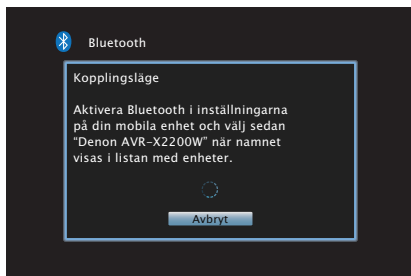 Bluetooth
Kopplingsläge
Aktivera Bluetooth i inställningarna
på din mobila enhet och välj sedan
“Denon AVR-X2200W” när namnet
visas i listan med enheter.
Avbryt